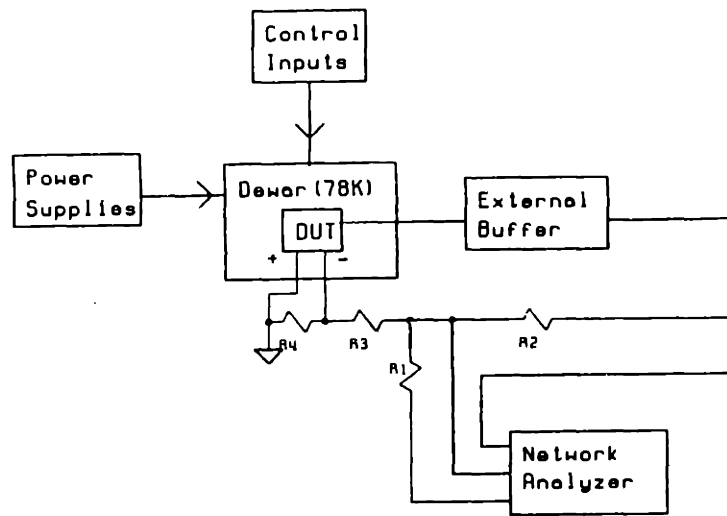 Control
Inputs
Power
Supplies
Dewar (78K)
DUT
+
-
External
Buffer
R4
R3
R2
R1
Network
Analyzer